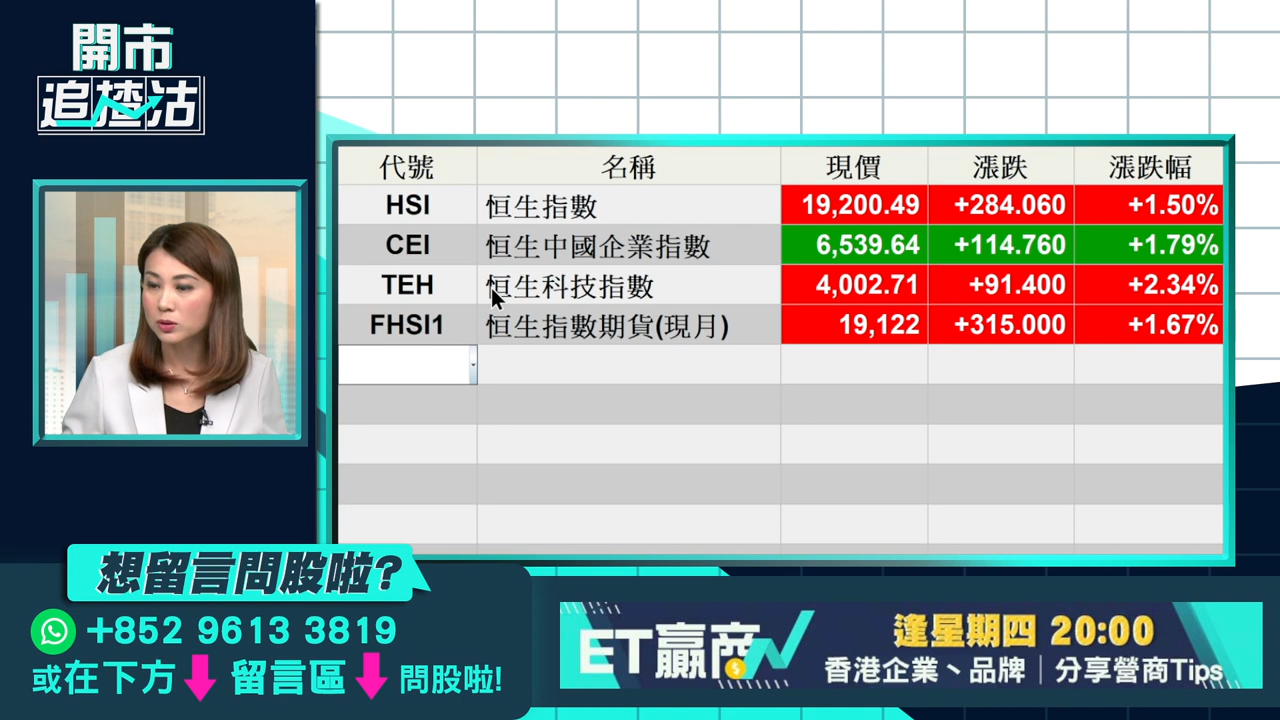 開市
追揸沽
代號 名稱 現價 漲跌 漲跌幅
HSI 恒生指數 19,200.49 +284.060 +1.50%
CEI 恒生中國企業指數 6,539.64 +114.760 +1.79%
TEH 恒生科技指數 4,002.71 +91.400 +2.34%
FHSI1 恒生指數期貨(現月) 19,122 +315.000 +1.67%
想留言問股啦?
+852 9613 3819
或在下方 留言區 問股啦!
ET贏商
逢星期四 20:00
香港企業、品牌｜分享營商Tips